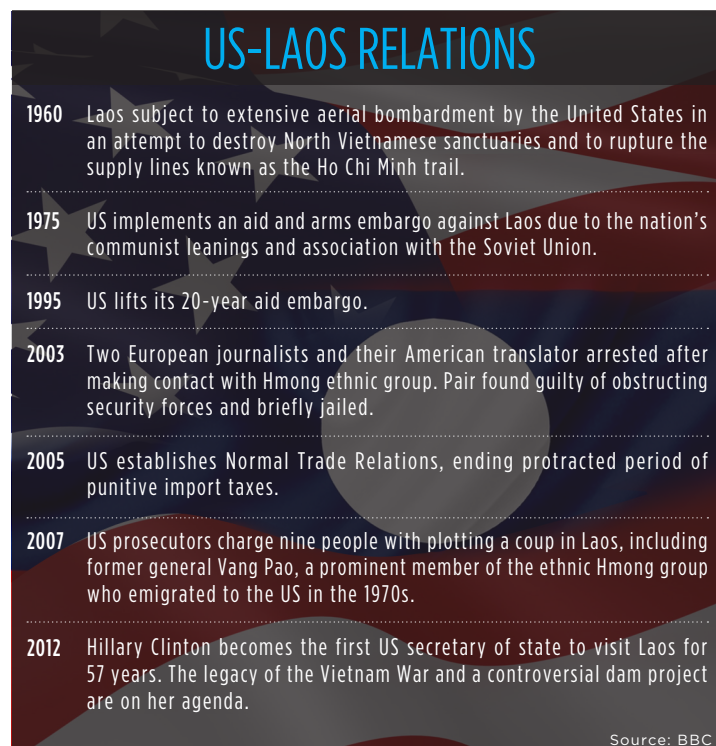 US-LAOS RELATIONS
1960 Laos subject to extensive aerial bombardment by the United States in
an attempt to destroy North Vietnamese sanctuaries and to rupture the
supply lines known as the Ho Chi Minh trail.
1975 US implements an aid and arms embargo against Laos due to the nation's
communist leanings and association with the Soviet Union.
1995 US lifts its 20-year aid embargo.
2003 Two European journalists and their American translator arrested after
making contact with Hmong ethnic group. Pair found guilty of obstructing
security forces and briefly jailed.
2005 US establishes Normal Trade Relations, ending protracted period of
punitive import taxes.
2007 US prosecutors charge nine people with plotting a coup in Laos, including
former general Vang Pao, a prominent member of the ethnic Hmong group
who emigrated to the US in the 1970s.
2012 Hillary Clinton becomes the first US secretary of state to visit Laos for
57 years. The legacy of the Vietnam War and a controversial dam project
are on her agenda.
Source: BBC